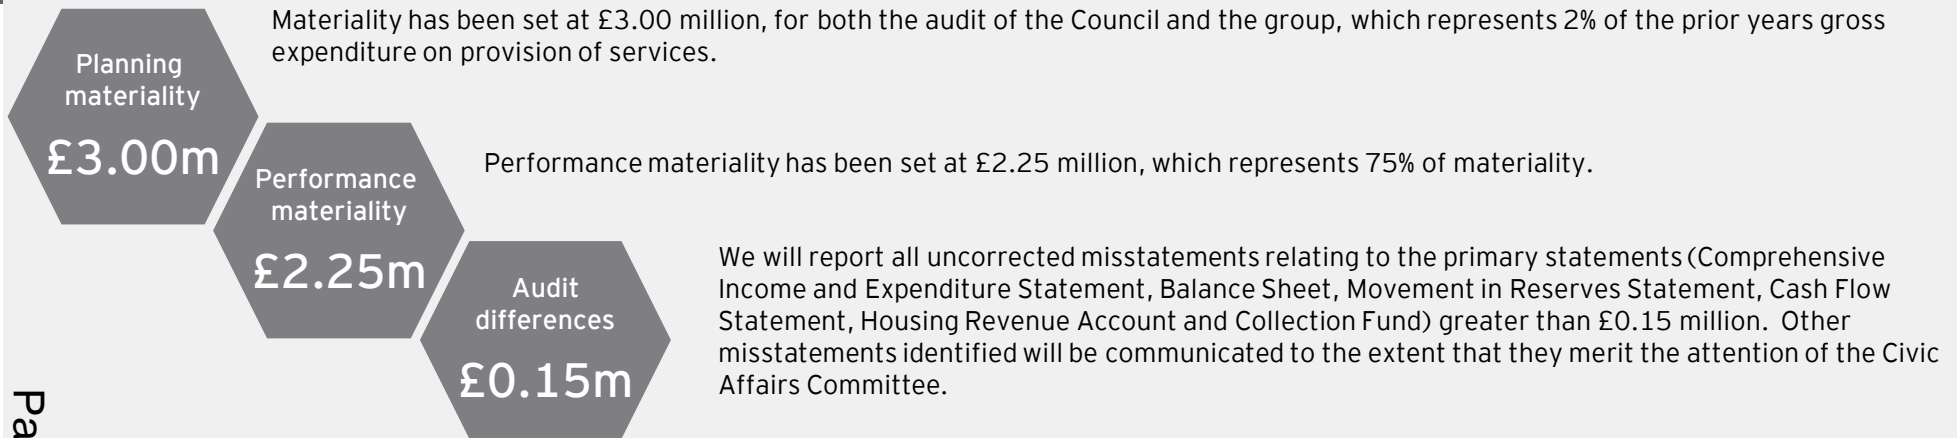 Planning
materiality
£3.00m
Materiality has been set at £3.00 million, for both the audit of the Council and the group, which represents 2% of the prior years gross
expenditure on provision of services.
Performance
materiality
£2.25m
Performance materiality has been set at £2.25 million, which represents 75% of materiality.
Audit
differences
£0.15m
We will report all uncorrected misstatements relating to the primary statements (Comprehensive
Income and Expenditure Statement, Balance Sheet, Movement in Reserves Statement, Cash Flow
Statement, Housing Revenue Account and Collection Fund) greater than £0.15 million.  Other
misstatements identified will be communicated to the extent that they merit the attention of the Civic
Affairs Committee.
Pa